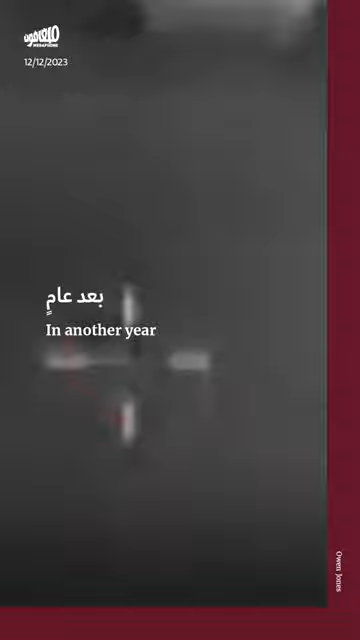 ميغافون
MEGAPHONE
12/12/2023
بعد عامٍ
In another year
Owen Jones